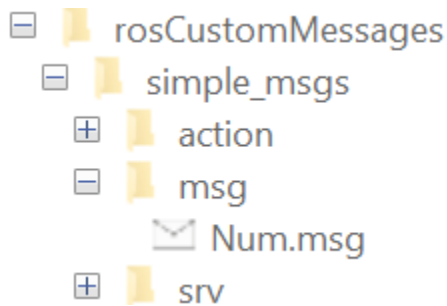 rosCustomMessages
simple_msgs
action
msg
Num.msg
srv